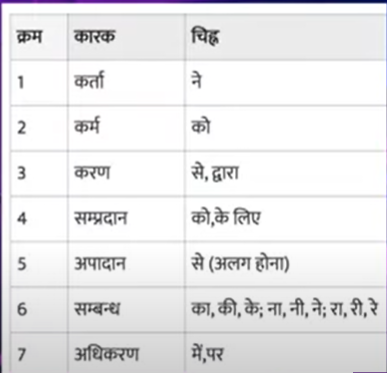 क्रम कारक चिह्न
1 कर्ता ने
2 कर्म को
3 करण से, द्वारा
4 सम्प्रदान को,के लिए
5 अपादान से (अलग होना)
6 सम्बन्ध का, की, के; ना, नी, ने; रा, री, रे
7 अधिकरण में,पर